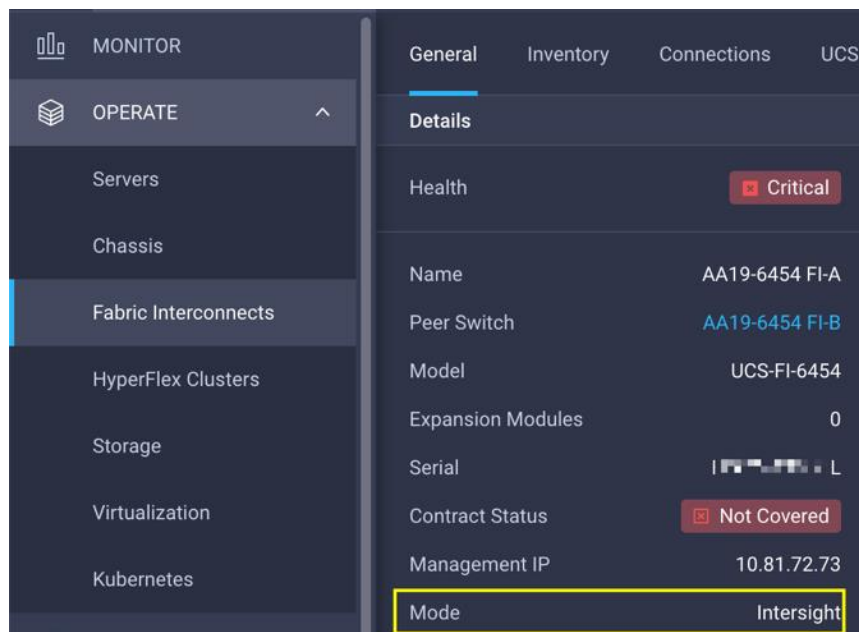 MONITOR
OPERATE
Servers
Chassis
Fabric Interconnects
HyperFlex Clusters
Storage
Virtualization
Kubernetes
General Inventory Connections UCS
Details
Health Critical
Name AA19-6454 FI-A
Peer Switch AA19-6454 FI-B
Model UCS-FI-6454
Expansion Modules 0
Serial
Contract Status Not Covered
Management IP 10.81.72.73
Mode Intersight